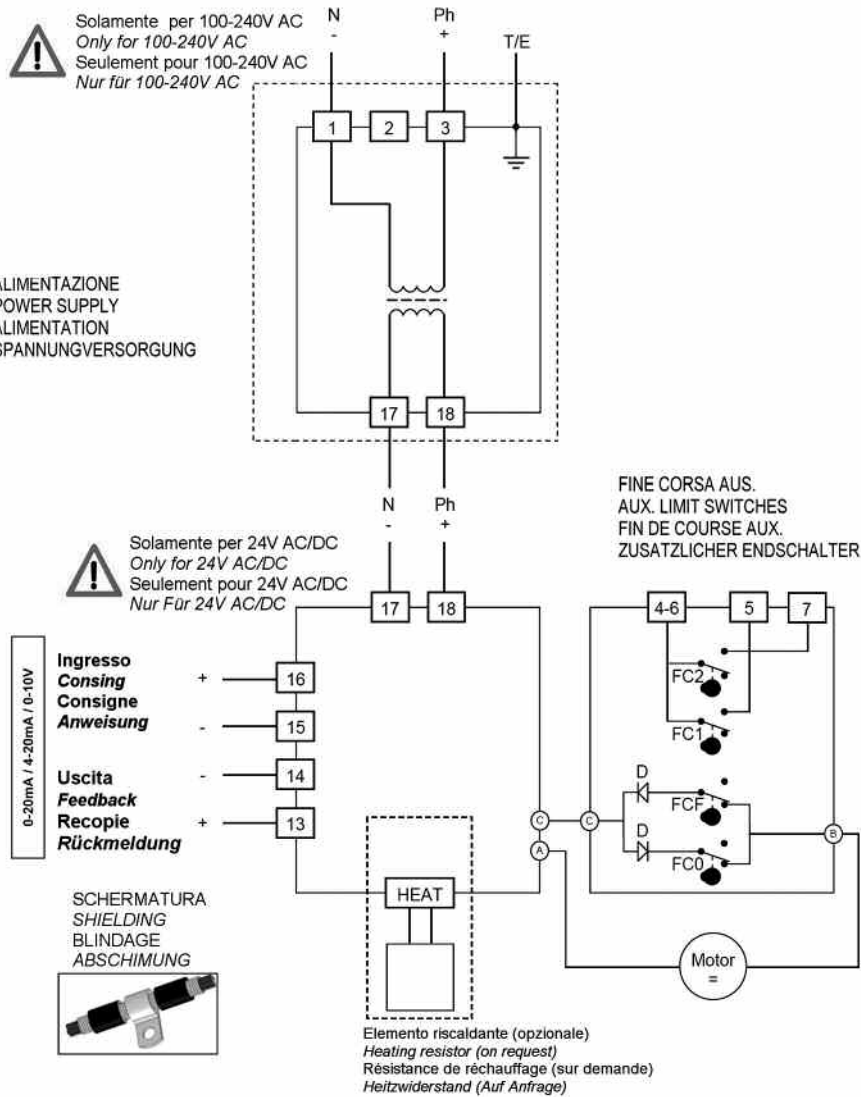 Solamente per 100-240V AC
Only for 100-240V AC
Seulement pour 100-240V AC
Nur für 100-240V AC
N
-
Ph
+
T/E
1
2
3
ALIMENTAZIONE
POWER SUPPLY
ALIMENTATION
SPANNUNGVERSORGUNG
17
18
N
-
Ph
+
Solamente per 24V AC/DC
Only for 24V AC/DC
Seulement pour 24V AC/DC
Nur Für 24V AC/DC
17
18
FINE CORSA AUS.
AUX. LIMIT SWITCHES
FIN DE COURSE AUX.
ZUSATZLICHER ENDSCHALTER
4-6
5
7
FC2
FC1
D
FCF
D
FC0
C
C
A
B
0-20mA / 4-20mA / 0-10V
Ingresso
Consing
Consigne
Anweisung
+
16
-
15
Uscita
Feedback
Recopie
Rückmeldung
-
14
+
13
HEAT
Motor
=
SCHERMATURA
SHIELDING
BLINDAGE
ABSCHIMUNG
Elemento riscaldante (opzionale)
Heating resistor (on request)
Résistance de réchauffage (sur demande)
Heitzwiderstand (Auf Anfrage)